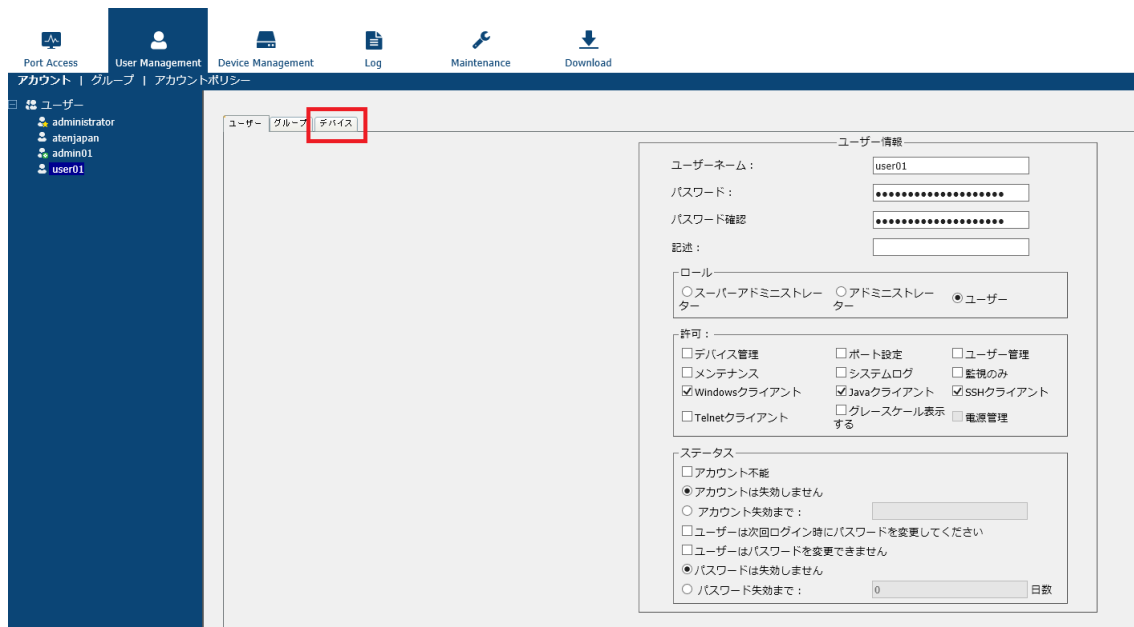 Port Access User Management Device Management Log Maintenance Download
アカウント | グループ | アカウントポリシー
ユーザー
administrator
atenjapan
admin01
user01
ユーザー グループ デバイス
ユーザー情報
ユーザーネーム： user01
パスワード： ●●●●●●●●●●●●●●●●●●●●
パスワード確認 ●●●●●●●●●●●●●●●●●●●●
記述：
ロール
スーパーアドミニストレー アドミニストレー ユーザー
ター ター
許可：
デバイス管理 ポート設定 ユーザー管理
メンテナンス システムログ 監視のみ
Windowsクライアント Javaクライアント SSHクライアント
Telnetクライアント グレースケール表示 電源管理
する
ステータス
アカウント不能
アカウントは失効しません
アカウント失効まで：
ユーザーは次回ログイン時にパスワードを変更してください
ユーザーはパスワードを変更できません
パスワードは失効しません
パスワード失効まで： 0 日数